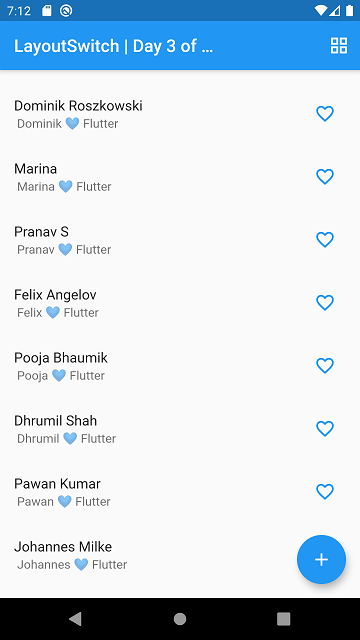 7:12
LayoutSwitch | Day 3 of ...
Dominik Roszkowski
Dominik 💙 Flutter
Marina
Marina 💙 Flutter
Pranav S
Pranav 💙 Flutter
Felix Angelov
Felix 💙 Flutter
Pooja Bhaumik
Pooja 💙 Flutter
Dhrumil Shah
Dhrumil 💙 Flutter
Pawan Kumar
Pawan 💙 Flutter
Johannes Milke
Johannes 💙 Flutter